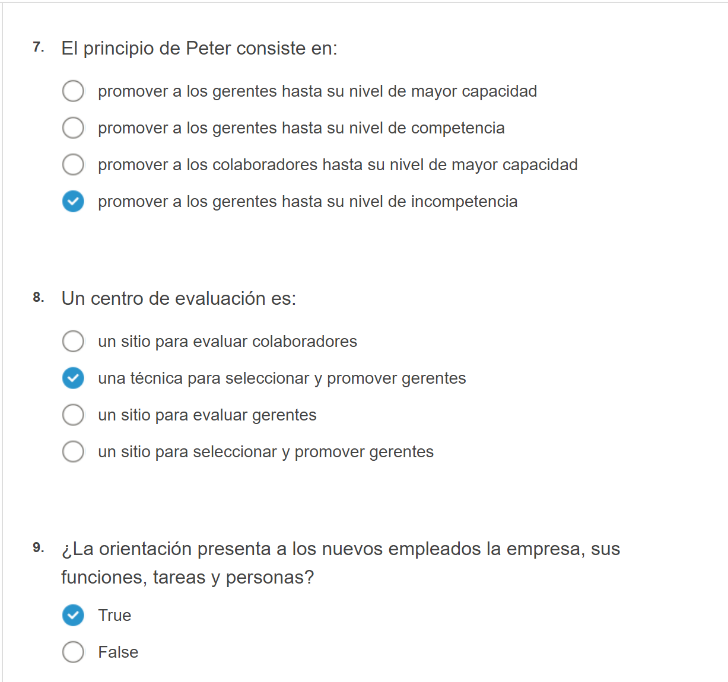 7. El principio de Peter consiste en:
promover a los gerentes hasta su nivel de mayor capacidad
promover a los gerentes hasta su nivel de competencia
promover a los colaboradores hasta su nivel de mayor capacidad
promover a los gerentes hasta su nivel de incompetencia
8. Un centro de evaluación es:
un sitio para evaluar colaboradores
una técnica para seleccionar y promover gerentes
un sitio para evaluar gerentes
un sitio para seleccionar y promover gerentes
9. ¿La orientación presenta a los nuevos empleados la empresa, sus
funciones, tareas y personas?
True
False